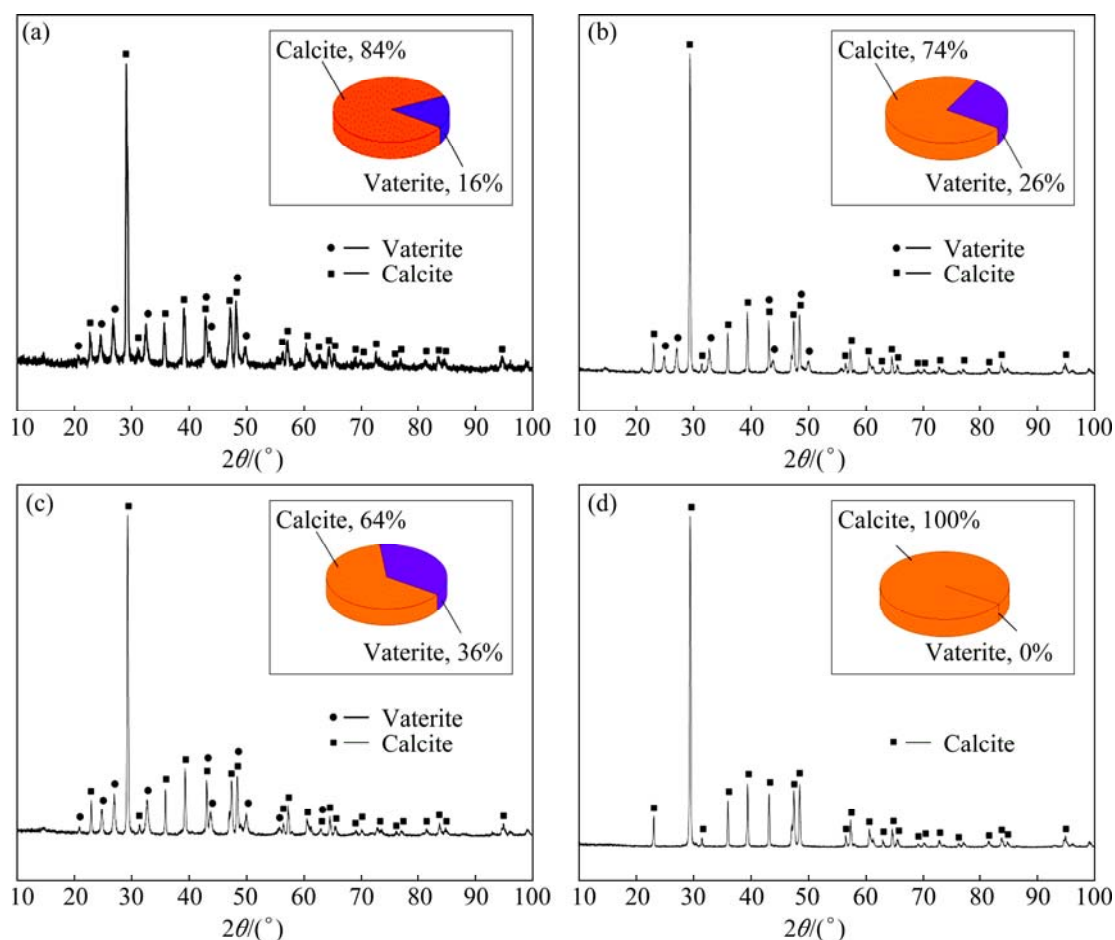 (a)
Calcite, 84%
Vaterite, 16%
Vaterite
Calcite
10 20 30 40 50 60 70 80 90 100
2θ/(°)
(b)
Calcite, 74%
Vaterite, 26%
Vaterite
Calcite
10 20 30 40 50 60 70 80 90 100
2θ/(°)
(c)
Calcite, 64%
Vaterite, 36%
Vaterite
Calcite
10 20 30 40 50 60 70 80 90 100
2θ/(°)
(d)
Calcite, 100%
Vaterite, 0%
Calcite
10 20 30 40 50 60 70 80 90 100
2θ/(°)